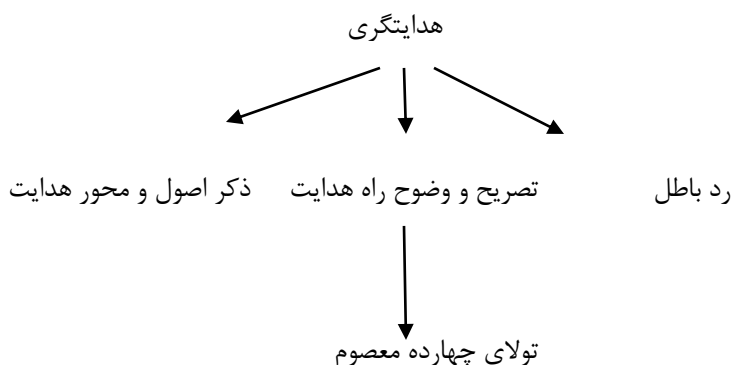 هدایتگری
رد باطل تصریح و وضوح راه هدایت ذکر اصول و محور هدایت
تولای چهارده معصوم